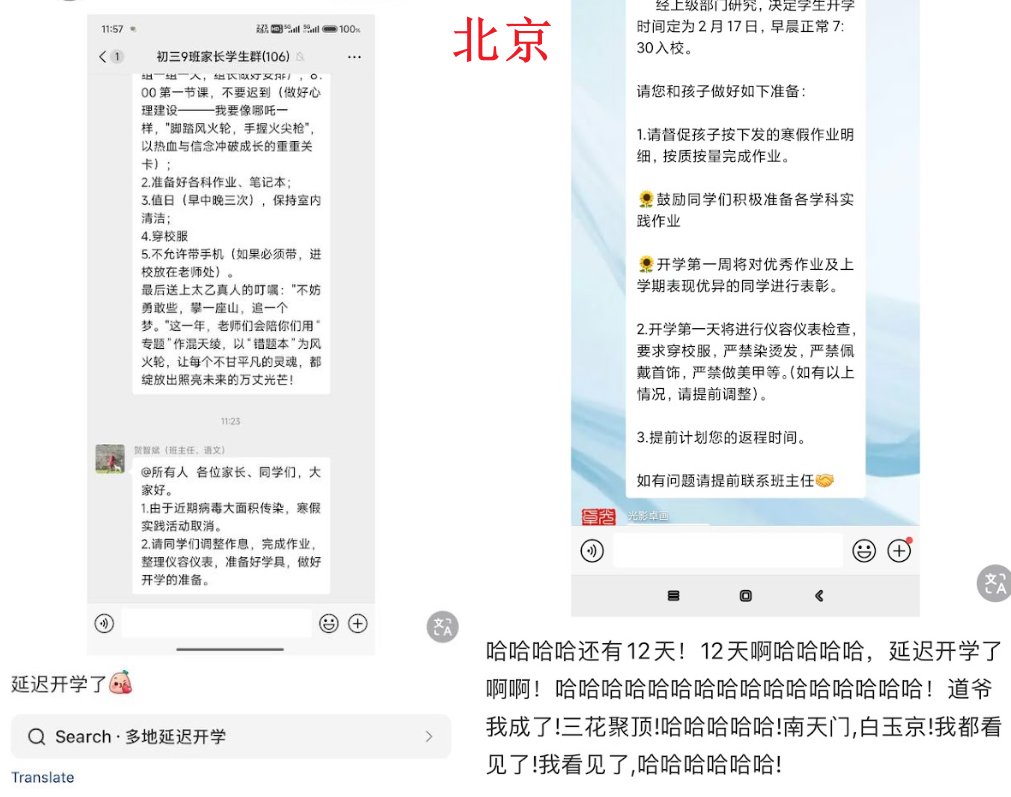 11:57
100%
1
初三9班家长学生群(106)
组一组一天，组长做好安排），8:
00 第一节课，不要迟到（做好心
理建设———我要像哪吒一
样，"脚踏风火轮，手握火尖枪"，
以热血与信念冲破成长的重重关
卡）；
2.准备好各科作业、笔记本；
3.值日（早中晚三次），保持室内
清洁；
4.穿校服
5.不允许带手机（如果必须带，进
校放在老师处）。
最后送上太乙真人的叮嘱："不妨
勇敢些，攀一座山，追一个
梦。"这一年，老师们会陪你们用"
专题"作混天绫，以"错题本"为风
火轮，让每个不甘平凡的灵魂，都
绽放出照亮未来的万丈光芒！
11:23
贺智斌（班主任，语文）
@所有人 各位家长、同学们，大
家好。
1.由于近期病毒大面积传染，寒假
实践活动取消。
2.请同学们调整作息，完成作业，
整理仪容仪表，准备好学具，做好
开学的准备。
文A
延迟开学了
Search · 多地延迟开学
Translate
北京
经上级部门研究，决定学生开学
时间定为2月17日，早晨正常 7:
30入校。
请您和孩子做好如下准备：
1.请督促孩子按下发的寒假作业明
细，按质按量完成作业。
🌻鼓励同学们积极准备各学科实
践作业
🌻开学第一周将对优秀作业及上
学期表现优异的同学进行表彰。
2.开学第一天将进行仪容仪表检查，
要求穿校服，严禁染烫发，严禁佩
戴首饰，严禁做美甲等。（如有以上
情况，请提前调整）。
3.提前计划您的返程时间。
如有问题请提前联系班主任🤝
光影卓画
文A
哈哈哈哈还有12天！12天啊哈哈哈哈，延迟开学了
啊啊！哈哈哈哈哈哈哈哈哈哈哈哈哈哈哈哈！道爷
我成了!三花聚顶!哈哈哈哈哈!南天门,白玉京!我都看
见了!我看见了,哈哈哈哈哈哈!